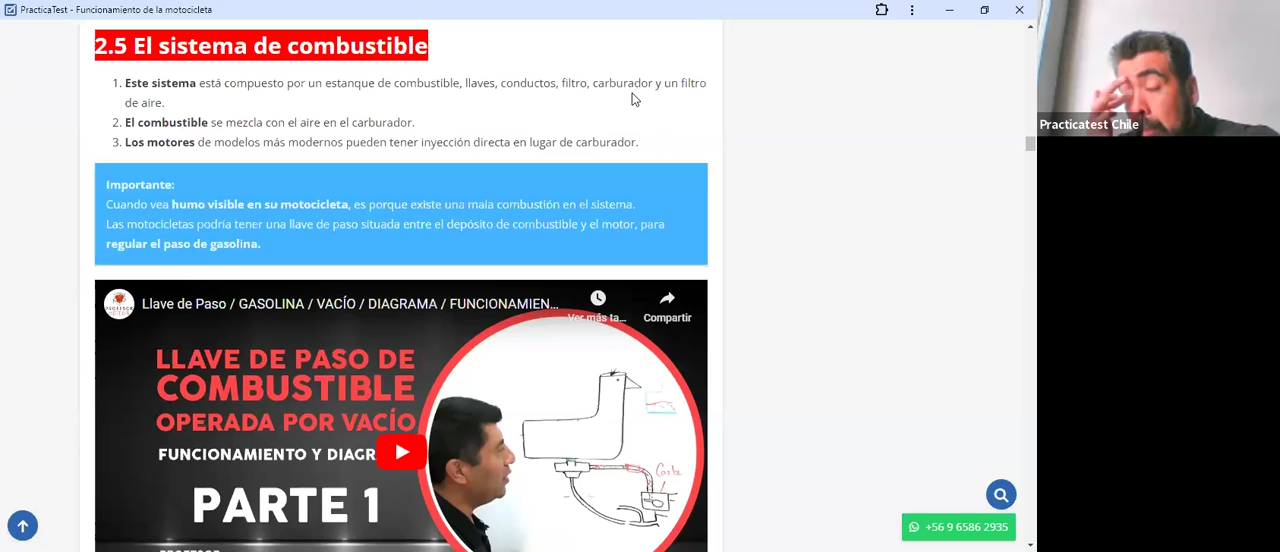 PracticaTest - Funcionamiento de la motocicleta
2.5 El sistema de combustible
1. Este sistema está compuesto por un estanque de combustible, llaves, conductos, filtro, carburador y un filtro
de aire.
2. El combustible se mezcla con el aire en el carburador.
3. Los motores de modelos más modernos pueden tener inyección directa en lugar de carburador.
Importante:
Cuando vea humo visible en su motocicleta, es porque existe una mala combustión en el sistema.
Las motocicletas podría tener una llave de paso situada entre el depósito de combustible y el motor, para
regular el paso de gasolina.
Llave de Paso / GASOLINA / VACÍO / DIAGRAMA / FUNCIONAMIEN...
Ver más ta...
Compartir
LLAVE DE PASO DE
COMBUSTIBLE
OPERADA POR VACÍO
FUNCIONAMIENTO Y DIAGR
PARTE 1
PROFESOR
Practicatest Chile
+56 9 6586 2935